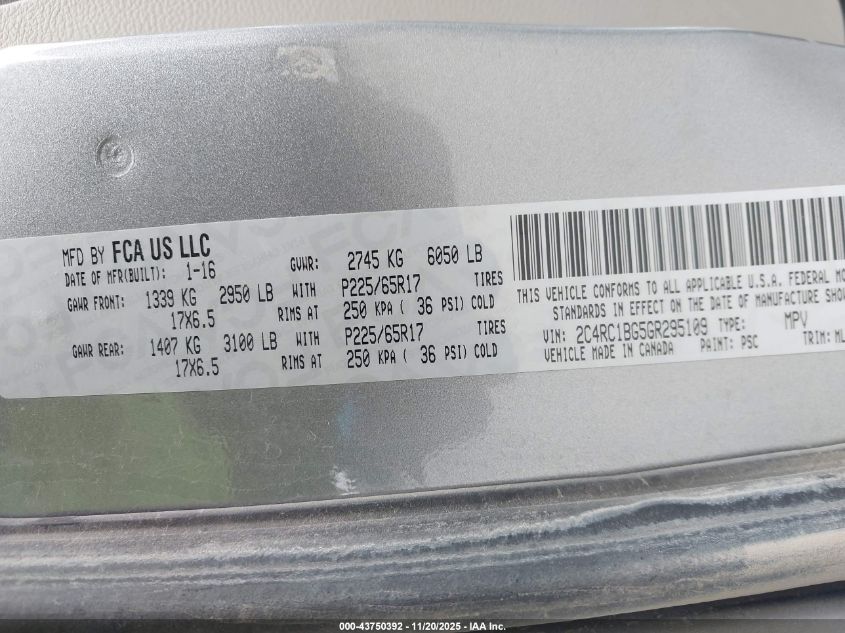 MFD BY FCA US LLC
DATE OF MFR(BUILT): 1-16
GVWR: 2745 KG 6050 LB
GAWR FRONT: 1339 KG 2950 LB WITH P225/65R17 TIRES
17X6.5 RIMS AT 250 KPA ( 36 PSI) COLD
GAWR REAR: 1407 KG 3100 LB WITH P225/65R17 TIRES
17X6.5 RIMS AT 250 KPA ( 36 PSI) COLD
THIS VEHICLE CONFORMS TO ALL APPLICABLE U.S.A. FEDERAL MO
STANDARDS IN EFFECT ON THE DATE OF MANUFACTURE SHO
VIN: 2C4RC1BG5GR295109 TYPE: MPV
VEHICLE MADE IN CANADA PAINT: PSC TRIM: ML
000-43750392 - 11/20/2025 - IAA Inc.